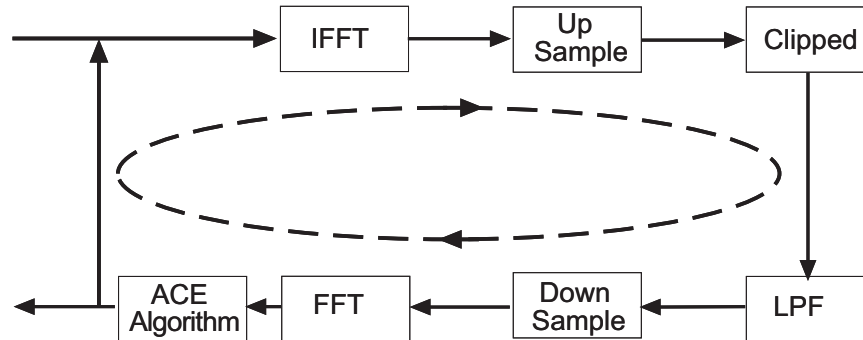 IFFT
Up
Sample
Clipped
ACE
Algorithm
FFT
Down
Sample
LPF